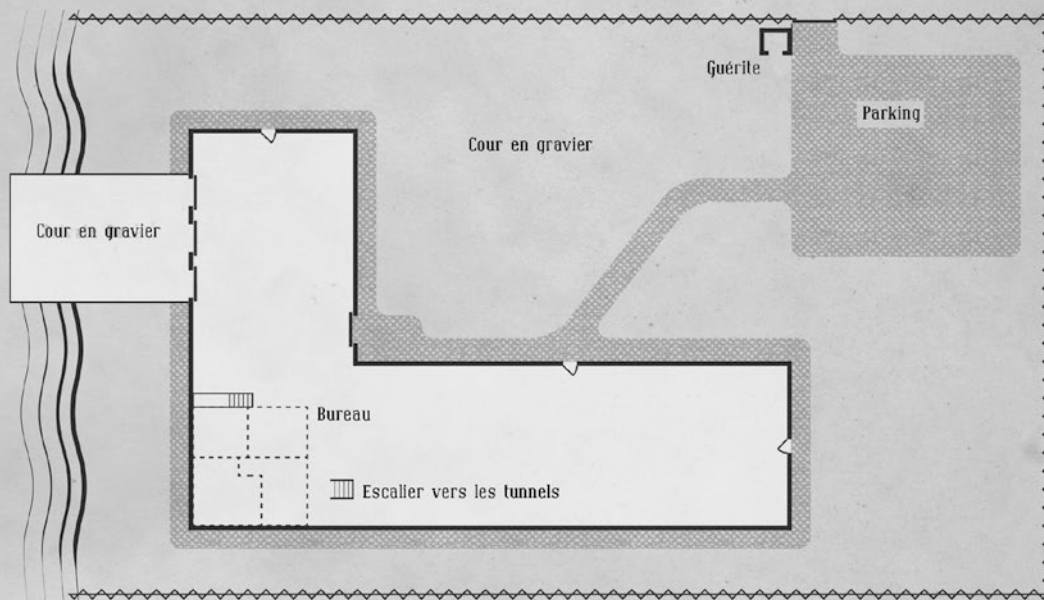 Guérite
Parking
Cour en gravier
Cour en gravier
Bureau
Escalier vers les tunnels